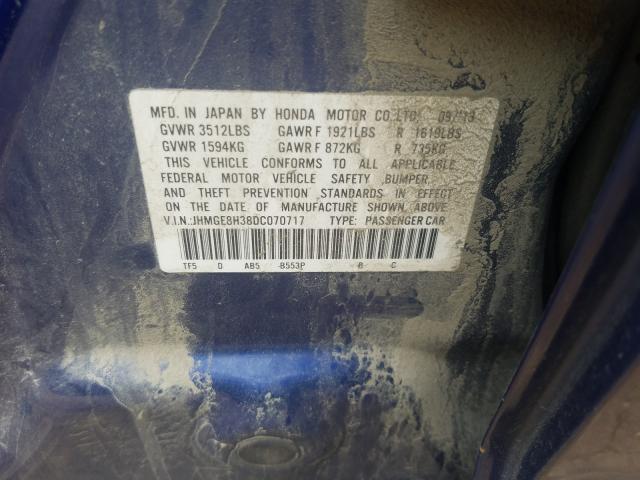 MFD. IN JAPAN BY HONDA MOTOR CO.LTD. 09/13
GVWR 3512LBS GAWR F 1921LBS R 1619LBS
GVWR 1594KG GAWR F 872KG R 735KG
THIS VEHICLE CONFORMS TO ALL APPLICABLE
FEDERAL MOTOR VEHICLE SAFETY, BUMPER,
AND THEFT PREVENTION STANDARDS IN EFFECT
ON THE DATE OF MANUFACTURE SHOWN ABOVE.
V.I.N.:JHMGE8H38DC070717 TYPE: PASSENGER CAR
TF5 D AB5 -B553P -B C